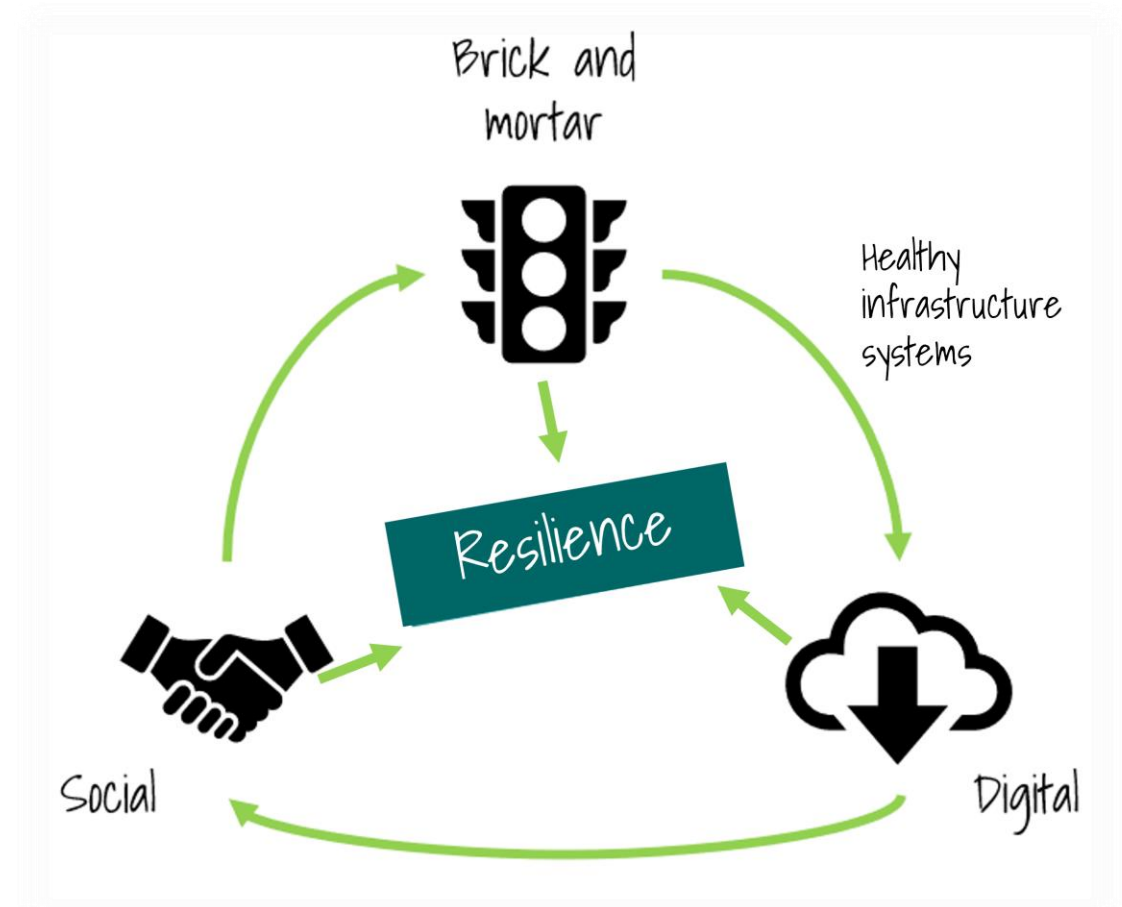 Brick and
mortar
Healthy
infrastructure
systems
Resilience
Social
Digital